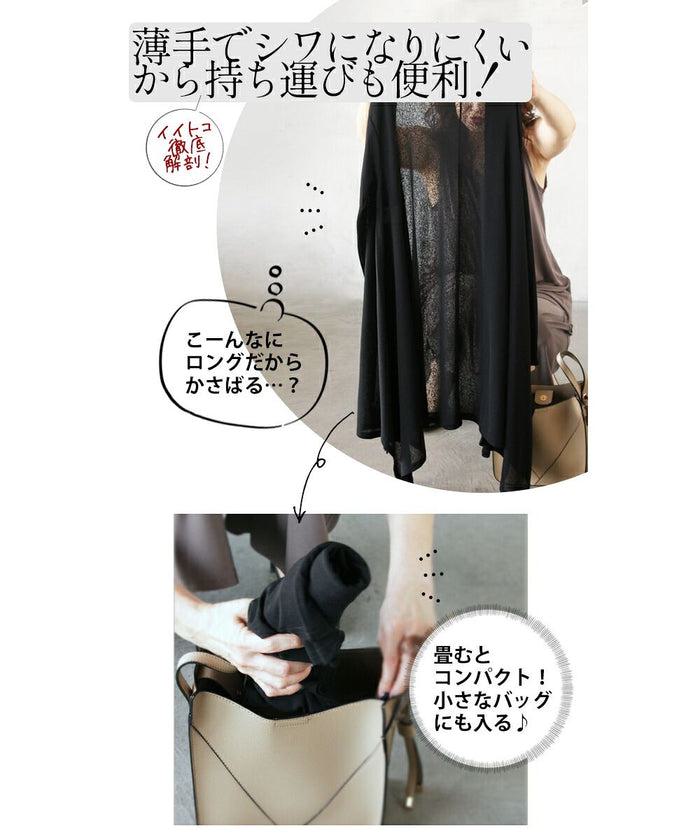 薄手でシワになりにくい
から持ち運びも便利!
イイトコ
徹底
解剖!
こーんなに
ロングだから
かさばる…?
畳むと
コンパクト!
小さなバッグ
にも入る♪